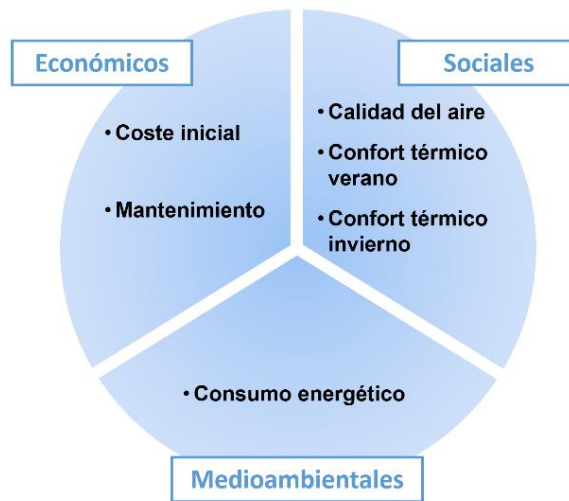 Económicos
• Coste inicial
• Mantenimiento
Sociales
• Calidad del aire
• Confort térmico
verano
• Confort térmico
invierno
• Consumo energético
Medioambientales